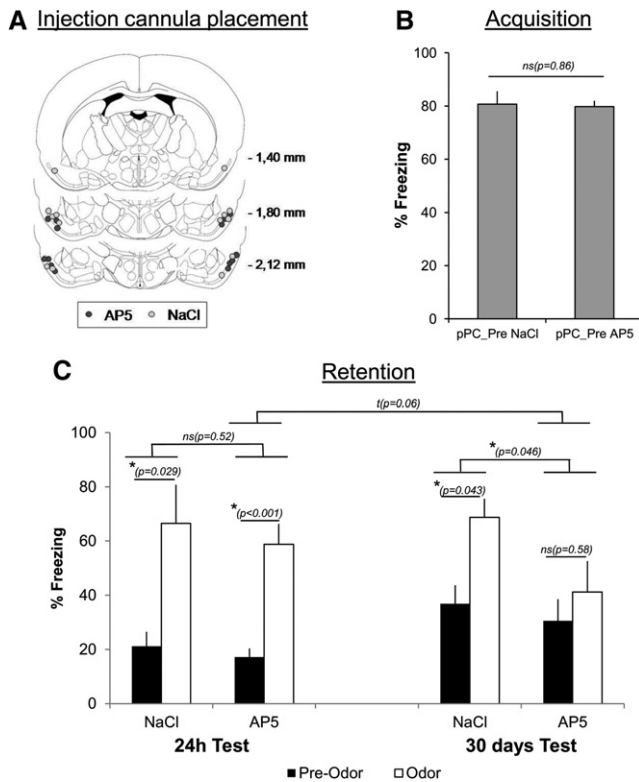 A Injection cannula placement
- 1,40 mm
- 1,80 mm
- 2,12 mm
AP5 NaCl
B Acquisition
100
80
60
40
20
0
% Freezing
ns(p=0.86)
pPC_Pre NaCl pPC_Pre AP5
C Retention
100
80
60
40
20
0
% Freezing
t(p=0.06)
ns(p=0.52)
*(p=0.046)
*(p=0.029)
*(p<0.001)
*(p=0.043)
ns(p=0.58)
NaCl AP5 NaCl AP5
24h Test 30 days Test
Pre-Odor Odor